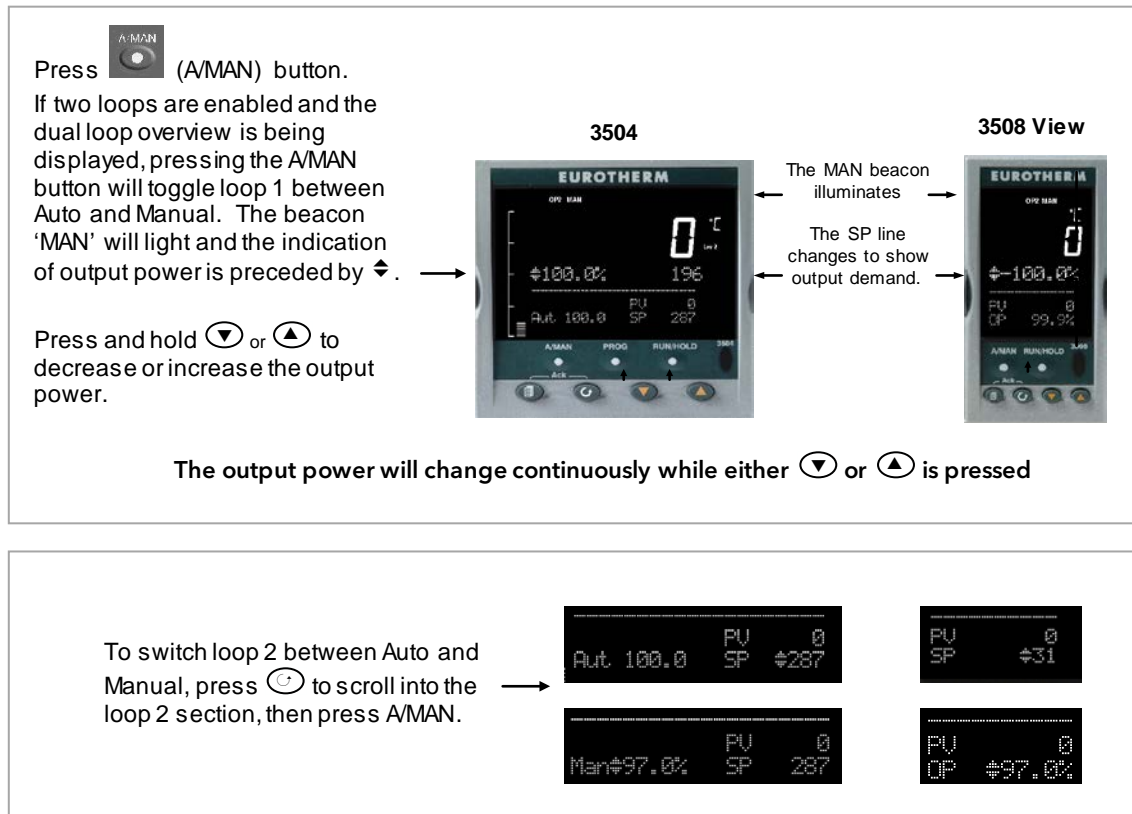 A/MAN
Press (A/MAN) button.
If two loops are enabled and the
dual loop overview is being
displayed, pressing the A/MAN
button will toggle loop 1 between
Auto and Manual. The beacon
‘MAN’ will light and the indication
of output power is preceded by .
Press and hold or to
decrease or increase the output
power.
3504
EUROTHERM
OP2 MAN
0 °C
Lev 3
100.0% 196
PV 0
Aut 100.0 SP 287
A/MAN PROG RUN/HOLD 3504
Ack
The MAN beacon
illuminates
The SP line
changes to show
output demand.
3508 View
EUROTHERM
OP2 MAN
°C
0
-100.0%
PV 0
OP 99.9%
A/MAN RUN/HOLD
Ack
The output power will change continuously while either or is pressed
To switch loop 2 between Auto and
Manual, press to scroll into the
loop 2 section, then press A/MAN.
PV 0
Aut 100.0 SP 287
PV 0
SP 31
PV 0
Man 97.0% SP 287
PV 0
OP 97.0%